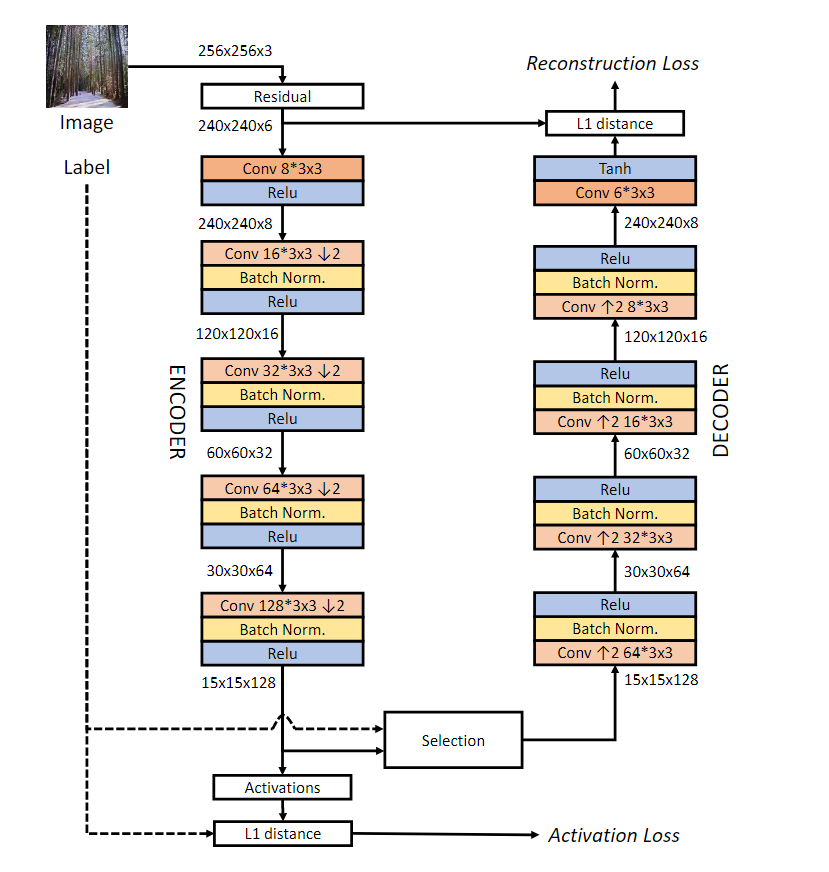 256x256x3
Image
Label
Residual
240x240x6
Conv 8*3x3
Relu
240x240x8
Conv 16*3x3 ↓2
Batch Norm.
Relu
120x120x16
ENCODER
Conv 32*3x3 ↓2
Batch Norm.
Relu
60x60x32
Conv 64*3x3 ↓2
Batch Norm.
Relu
30x30x64
Conv 128*3x3 ↓2
Batch Norm.
Relu
15x15x128
Selection
Activations
L1 distance
Activation Loss
Reconstruction Loss
L1 distance
Tanh
Conv 6*3x3
240x240x8
Relu
Batch Norm.
Conv ↑2 8*3x3
120x120x16
DECODER
Relu
Batch Norm.
Conv ↑2 16*3x3
60x60x32
Relu
Batch Norm.
Conv ↑2 32*3x3
30x30x64
Relu
Batch Norm.
Conv ↑2 64*3x3
15x15x128